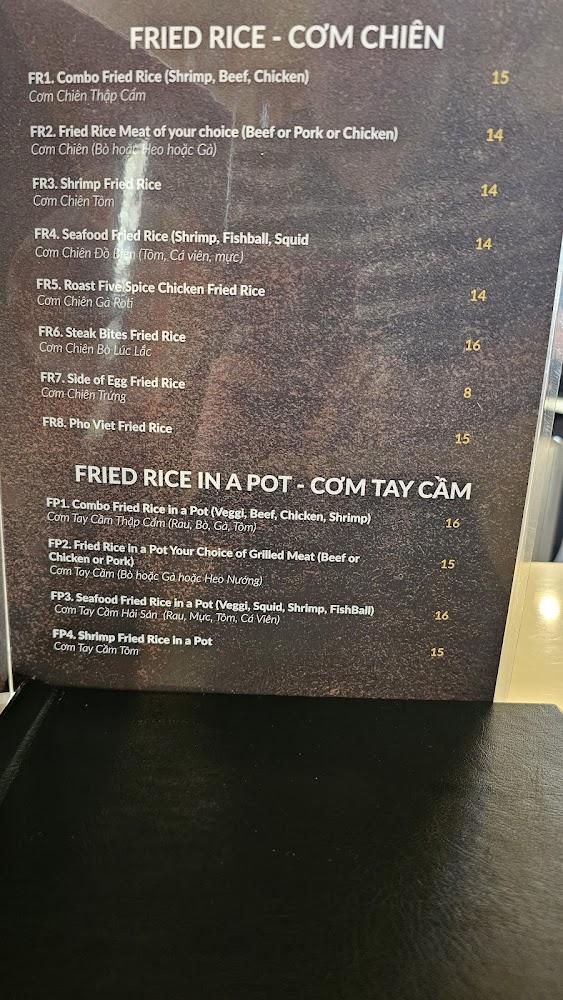 FRIED RICE - CƠM CHIÊN
FR1. Combo Fried Rice (Shrimp, Beef, Chicken) 15
Cơm Chiên Thập Cẩm
FR2. Fried Rice Meat of your choice (Beef or Pork or Chicken) 14
Cơm Chiên (Bò hoặc Heo hoặc Gà)
FR3. Shrimp Fried Rice 14
Cơm Chiên Tôm
FR4. Seafood Fried Rice (Shrimp, Fishball, Squid 14
Cơm Chiên Đồ Biển (Tôm, Cá viên, mực)
FR5. Roast Five Spice Chicken Fried Rice 14
Cơm Chiên Gà Roti
FR6. Steak Bites Fried Rice 16
Cơm Chiên Bò Lúc Lắc
FR7. Side of Egg Fried Rice 8
Cơm Chiên Trứng
FR8. Pho Viet Fried Rice 15
FRIED RICE IN A POT - CƠM TAY CẦM
FP1. Combo Fried Rice in a Pot (Veggi, Beef, Chicken, Shrimp) 16
Cơm Tay Cầm Thập Cẩm (Rau, Bò, Gà, Tôm)
FP2. Fried Rice in a Pot Your Choice of Grilled Meat (Beef or
Chicken or Pork) 15
Cơm Tay Cầm (Bò hoặc Gà hoặc Heo Nướng)
FP3. Seafood Fried Rice in a Pot (Veggi, Squid, Shrimp, FishBall) 16
Cơm Tay Cầm Hải Sản (Rau, Mực, Tôm, Cá Viên)
FP4. Shrimp Fried Rice in a Pot 15
Cơm Tay Cầm Tôm